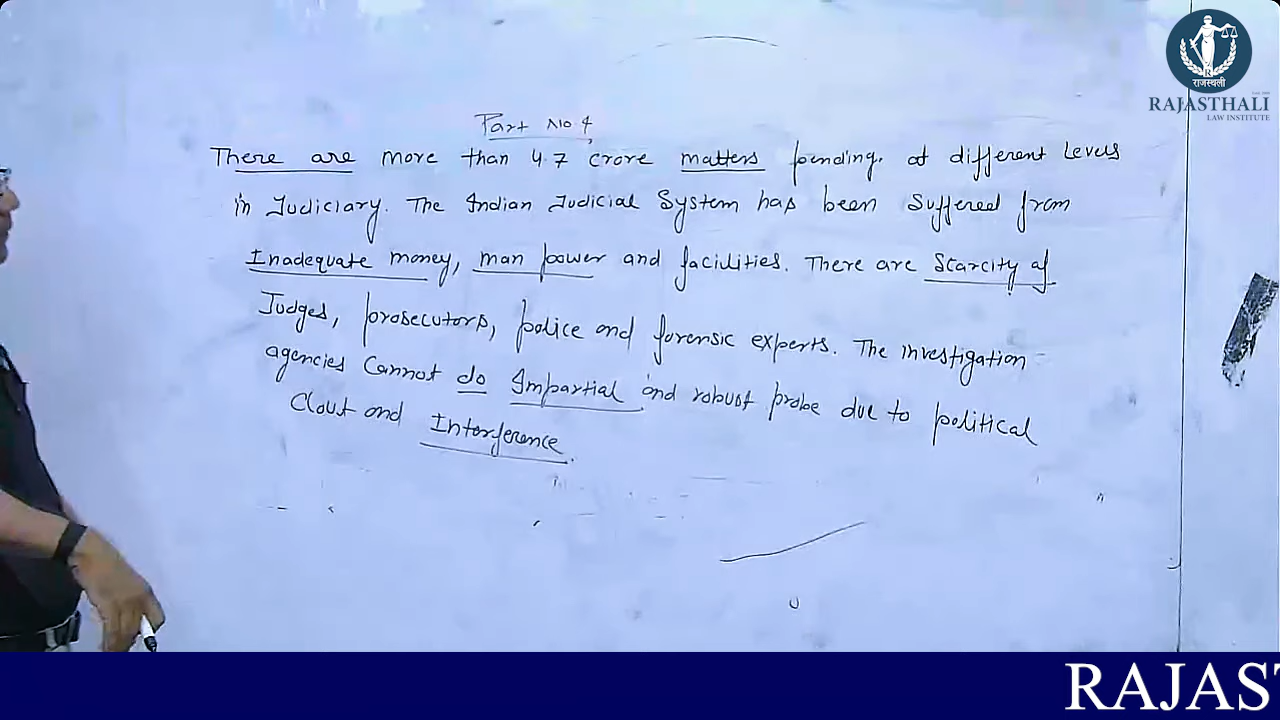 राजस्थली
RAJASTHALI
LAW INSTITUTE
Part No 4
There are more than 4.7 crore matters pending. at different Levels
in Judiciary. The Indian Judicial System has been Suffered from
Inadequate money, man power and facilities. There are Scarcity of
Judges, prosecutors, police and forensic experts. The investigation
agencies Cannot do Impartial and robust probe due to political
Clout and Interference.
RAJAST